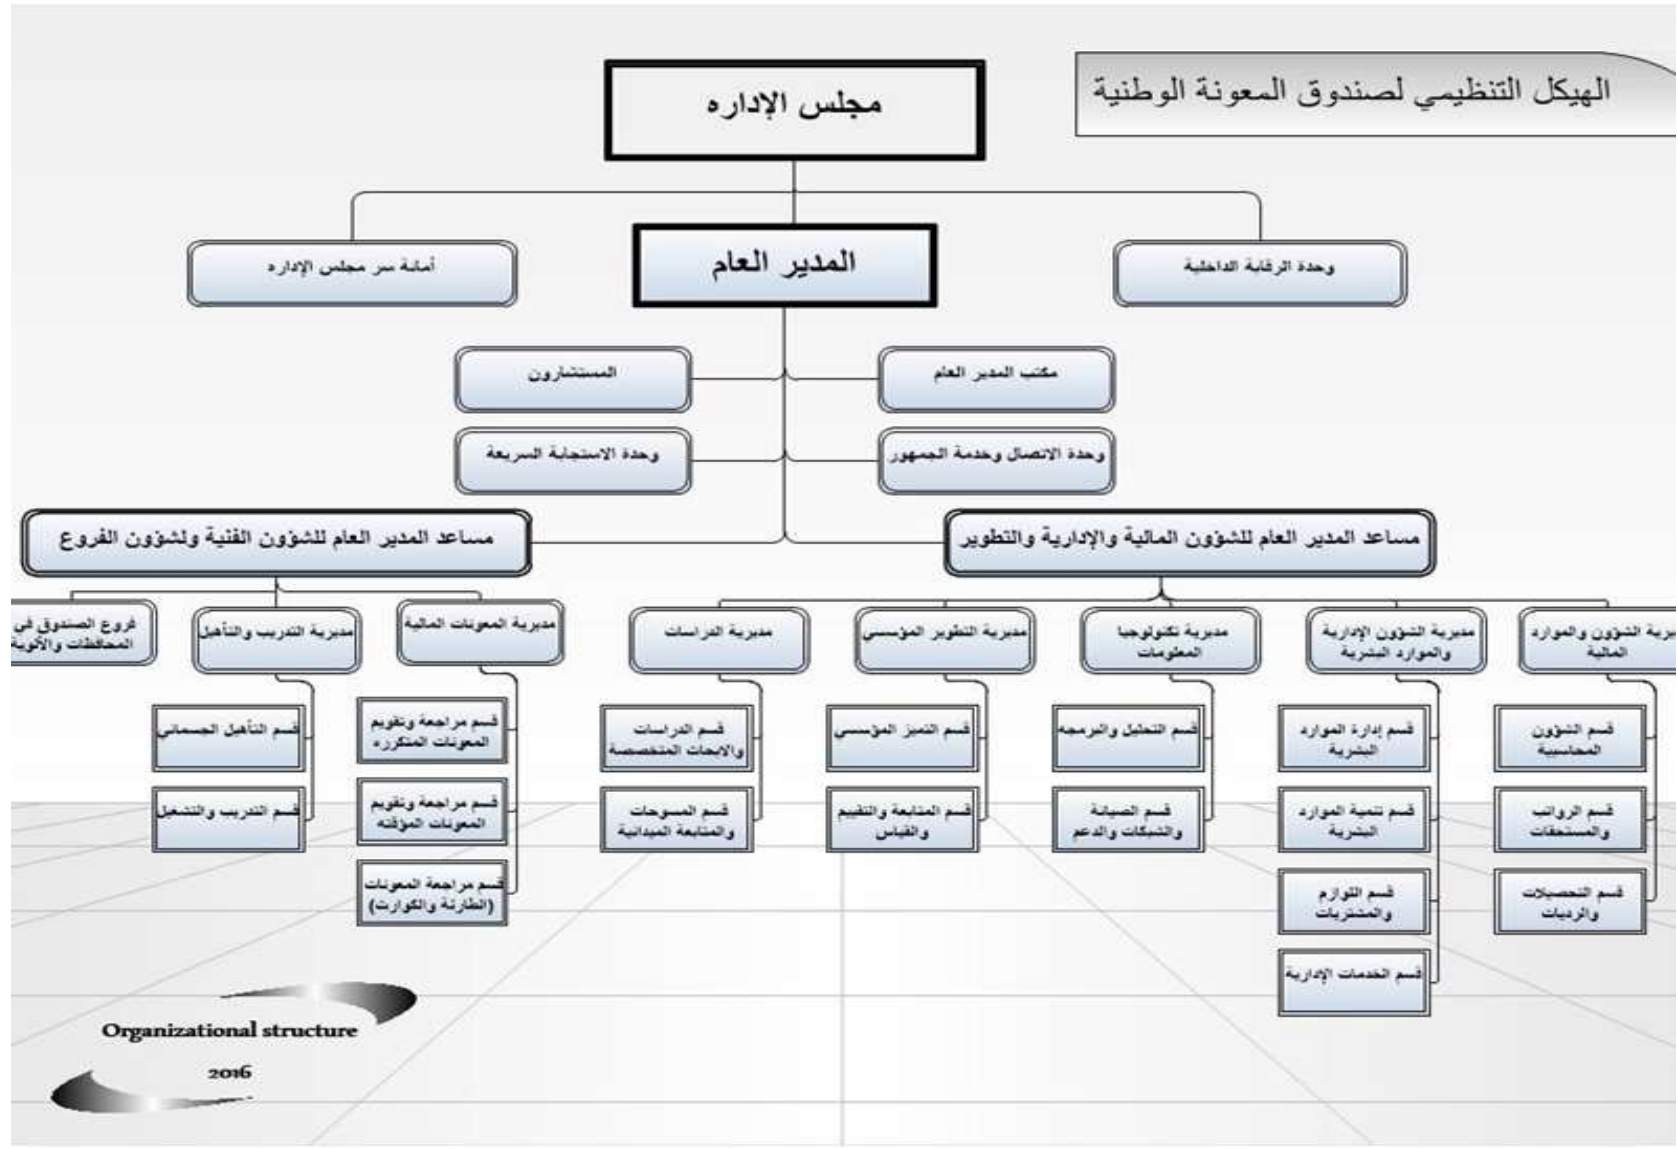 الهيكل التنظيمي لصندوق المعونة الوطنية
مجلس الإداره
وحدة الرقابة الداخلية
المدير العام
أمانة سر مجلس الإداره
مكتب المدير العام
المستشارون
وحدة الاتصال وخدمة الجمهور
وحدة الاستجابة السريعة
مساعد المدير العام للشؤون المالية والإدارية والتطوير
مساعد المدير العام للشؤون الفنية ولشؤون الفروع
الشؤون والموارد
المالية
مديرية الشؤون الإدارية
والموارد البشرية
مديرية تكنولوجيا
المعلومات
مديرية التطوير المؤسسي
مديرية الدراسات
مديرية المعونات المالية
مديرية التدريب والتأهيل
فروع الصندوق في
المحافظات والألوية
قسم الشؤون
المحاسبية
قسم الرواتب
والمستحقات
قسم التحصيلات
والرديات
قسم إدارة الموارد
البشرية
قسم تنمية الموارد
البشرية
قسم اللوازم
والمشتريات
قسم الخدمات الإدارية
قسم التحليل والبرمجه
قسم الصيانة
والشبكات والدعم
قسم التميز المؤسسي
قسم المتابعة والتقييم
والقياس
قسم الدراسات
والابحاث المتخصصة
قسم المسوحات
والمتابعة الميدانية
قسم مراجعة وتقويم
المعونات المتكرره
قسم مراجعة وتقويم
المعونات المؤقته
قسم مراجعة المعونات
(الطارئة والكوارث)
قسم التأهيل الجسماني
قسم التدريب والتشغيل
Organizational structure
2016